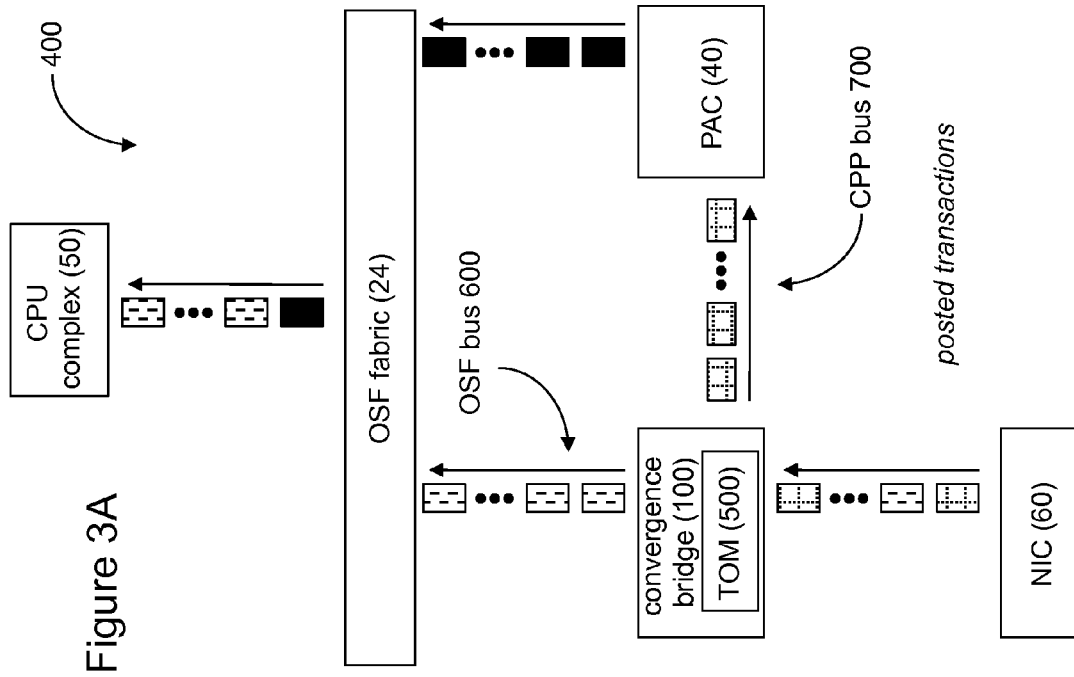 Figure 3A
400
CPU
complex (50)
OSF fabric (24)
OSF bus 600
convergence
bridge (100)
TOM (500)
PAC (40)
CPP bus 700
NIC (60)
posted transactions